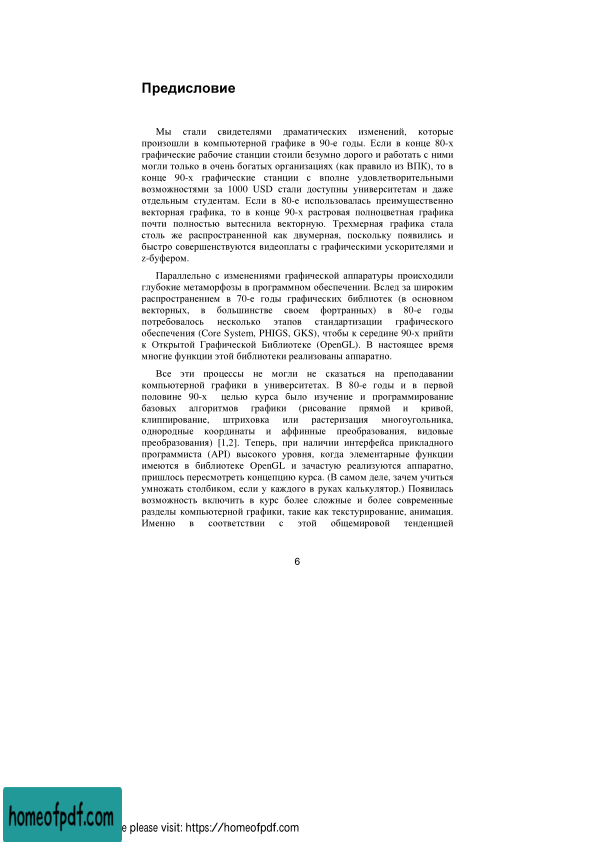 Предисловие
Мы стали свидетелями драматических изменений, которые
произошли в компьютерной графике в 90-е годы. Если в конце 80-х
графические рабочие станции стоили безумно дорого и работать с ними
могли только в очень богатых организациях (как правило из ВПК), то в
конце 90-х графические станции с вполне удовлетворительными
возможностями за 1000 USD стали доступны университетам и даже
отдельным студентам. Если в 80-е использовалась преимущественно
векторная графика, то в конце 90-х растровая полноцветная графика
почти полностью вытеснила векторную. Трехмерная графика стала
столь же распространенной как двумерная, поскольку появились и
быстро совершенствуются видеоплаты с графическими ускорителями и
z-буфером.
Параллельно с изменениями графической аппаратуры происходили
глубокие метаморфозы в программном обеспечении. Вслед за широким
распространением в 70-е годы графических библиотек (в основном
векторных, в большинстве своем фортранных) в 80-е годы
потребовалось несколько этапов стандартизации графического
обеспечения (Core System, PHIGS, GKS), чтобы к середине 90-х прийти
к Открытой Графической Библиотеке (OpenGL). В настоящее время
многие функции этой библиотеки реализованы аппаратно.
Все эти процессы не могли не сказаться на преподавании
компьютерной графики в университетах. В 80-е годы и в первой
половине 90-х целью курса было изучение и программирование
базовых алгоритмов графики (рисование прямой и кривой,
клиппирование, штриховка или растеризация многоугольника,
однородные координаты и аффинные преобразования, видовые
преобразования) [1,2]. Теперь, при наличии интерфейса прикладного
программиста (API) высокого уровня, когда элементарные функции
имеются в библиотеке OpenGL и зачастую реализуются аппаратно,
пришлось пересмотреть концепцию курса. (В самом деле, зачем учиться
умножать столбиком, если у каждого в руках калькулятор.) Появилась
возможность включить в курс более сложные и более современные
разделы компьютерной графики, такие как текстурирование, анимация.
Именно в соответствии с этой общемировой тенденцией
6
homeofpdf.com
e please visit: https://homeofpdf.com